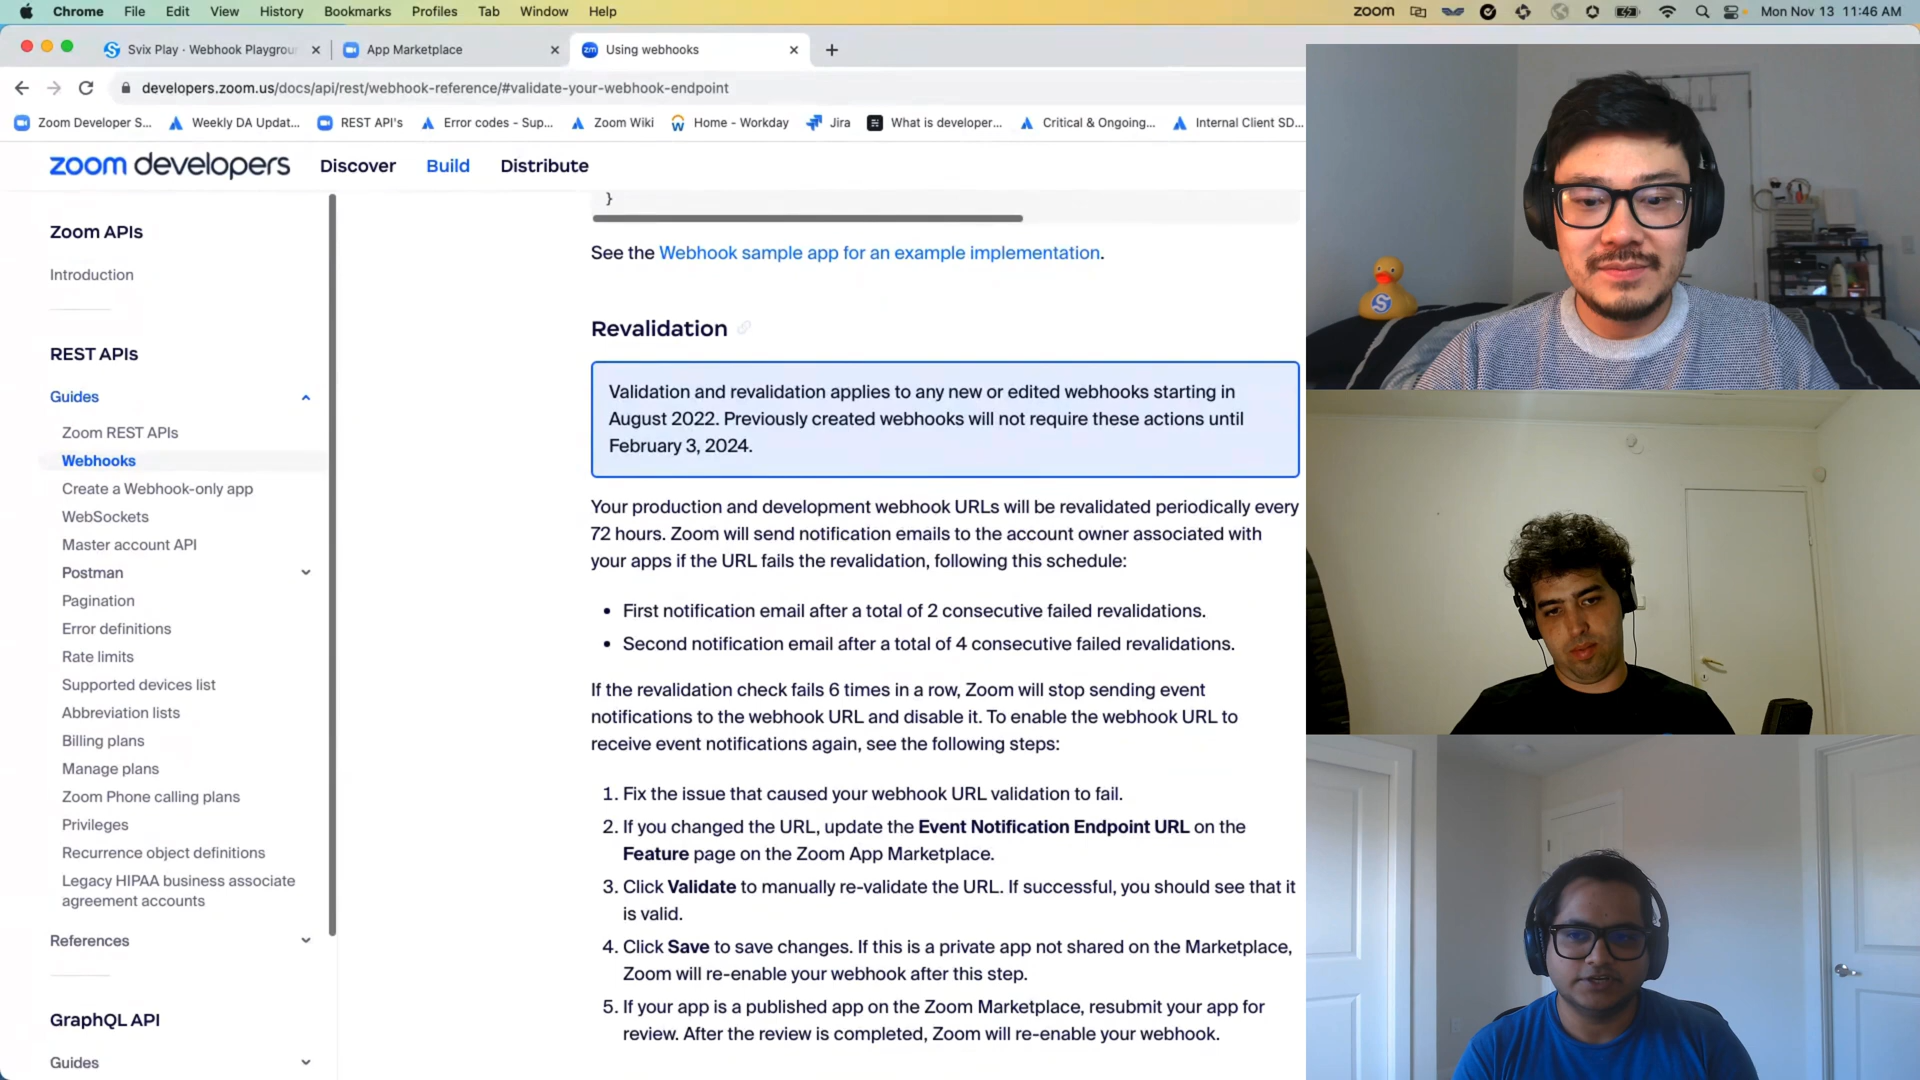 Chrome File Edit View History Bookmarks Profiles Tab Window Help zoom Mon Nov 13 11:46 AM
Svix Play · Webhook Playgroun App Marketplace zm Using webhooks
developers.zoom.us/docs/api/rest/webhook-reference/#validate-your-webhook-endpoint
Zoom Developer S... Weekly DA Updat... REST API's Error codes - Sup... Zoom Wiki Home - Workday Jira What is developer... Critical & Ongoing... Internal Client SD...
zoom developers Discover Build Distribute
Zoom APIs
Introduction
REST APIs
Guides
Zoom REST APIs
Webhooks
Create a Webhook-only app
WebSockets
Master account API
Postman
Pagination
Error definitions
Rate limits
Supported devices list
Abbreviation lists
Billing plans
Manage plans
Zoom Phone calling plans
Privileges
Recurrence object definitions
Legacy HIPAA business associate
agreement accounts
References
GraphQL API
Guides
}
See the Webhook sample app for an example implementation.
Revalidation
Validation and revalidation applies to any new or edited webhooks starting in
August 2022. Previously created webhooks will not require these actions until
February 3, 2024.
Your production and development webhook URLs will be revalidated periodically every
72 hours. Zoom will send notification emails to the account owner associated with
your apps if the URL fails the revalidation, following this schedule:
• First notification email after a total of 2 consecutive failed revalidations.
• Second notification email after a total of 4 consecutive failed revalidations.
If the revalidation check fails 6 times in a row, Zoom will stop sending event
notifications to the webhook URL and disable it. To enable the webhook URL to
receive event notifications again, see the following steps:
1. Fix the issue that caused your webhook URL validation to fail.
2. If you changed the URL, update the Event Notification Endpoint URL on the
Feature page on the Zoom App Marketplace.
3. Click Validate to manually re-validate the URL. If successful, you should see that it
is valid.
4. Click Save to save changes. If this is a private app not shared on the Marketplace,
Zoom will re-enable your webhook after this step.
5. If your app is a published app on the Zoom Marketplace, resubmit your app for
review. After the review is completed, Zoom will re-enable your webhook.
S